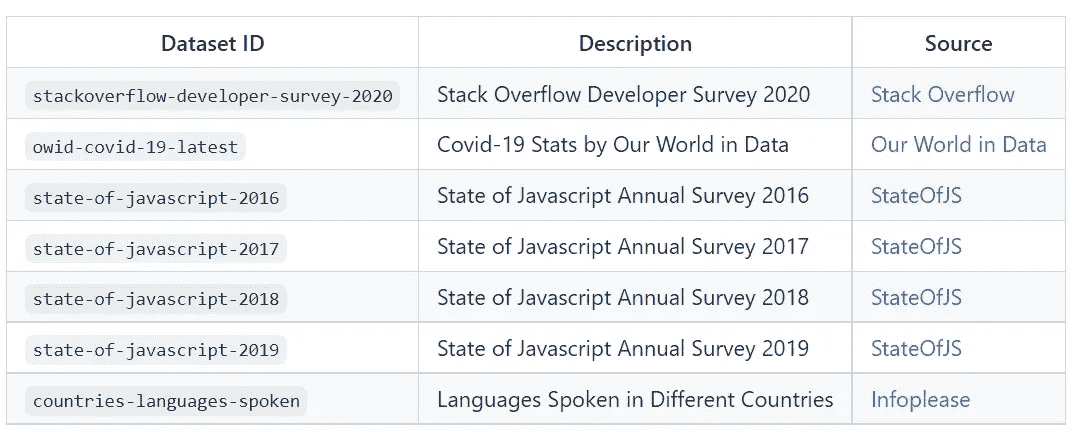 Dataset ID Description Source
stackoverflow-developer-survey-2020 Stack Overflow Developer Survey 2020 Stack Overflow
owid-covid-19-latest Covid-19 Stats by Our World in Data Our World in Data
state-of-javascript-2016 State of Javascript Annual Survey 2016 StateOfJS
state-of-javascript-2017 State of Javascript Annual Survey 2017 StateOfJS
state-of-javascript-2018 State of Javascript Annual Survey 2018 StateOfJS
state-of-javascript-2019 State of Javascript Annual Survey 2019 StateOfJS
countries-languages-spoken Languages Spoken in Different Countries Infoplease